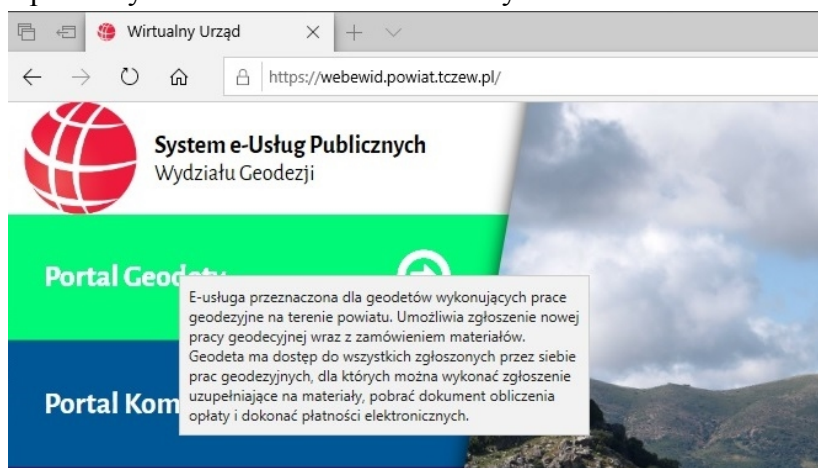 Wirtualny Urząd
https://webewid.powiat.tczew.pl/
System e-Usług Publicznych
Wydziału Geodezji
Portal Geodety
E-usługa przeznaczona dla geodetów wykonujących prace
geodezyjne na terenie powiatu. Umożliwia zgłoszenie nowej
pracy geodecyjnej wraz z zamówieniem materiałów.
Geodeta ma dostęp do wszystkich zgłoszonych przez siebie
prac geodezyjnych, dla których można wykonać zgłoszenie
uzupełniające na materiały, pobrać dokument obliczenia
opłaty i dokonać płatności elektronicznych.
Portal Kom